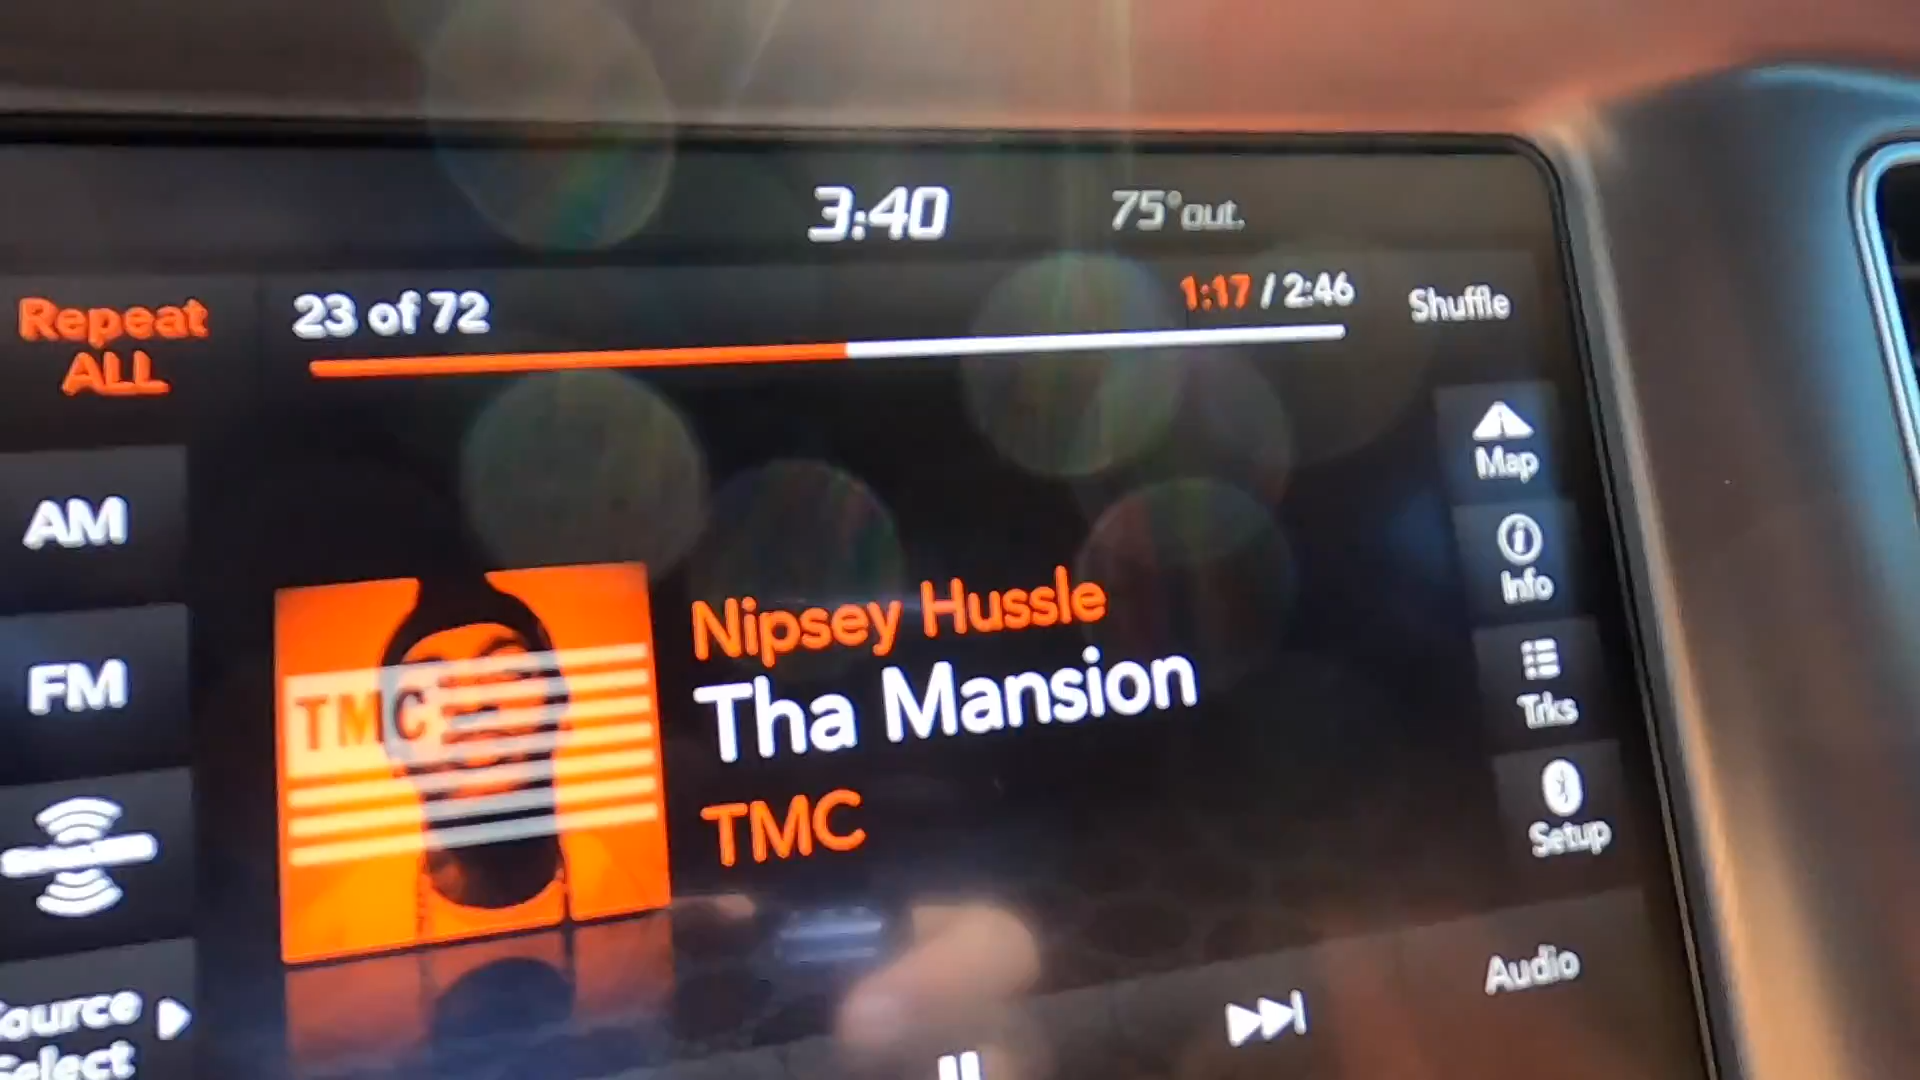 3:40
75°out.
Repeat
ALL
23 of 72
1:17 / 2:46
Shuffle
Map
AM
Info
Nipsey Hussle
Tha Mansion
TMC
TMC
FM
Trks
Setup
Audio
Source
Select